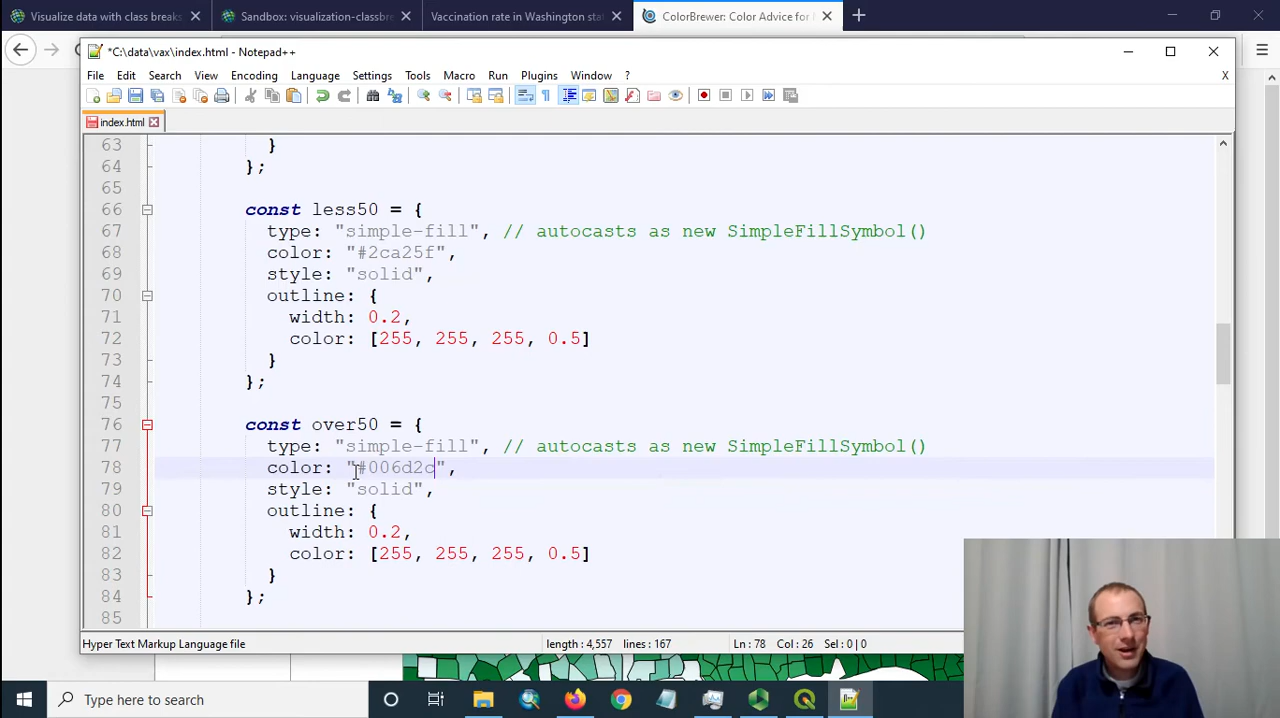 Visualize data with class breaks
Sandbox: visualization-classbre
Vaccination rate in Washington sta
ColorBrewer: Color Advice for
*C:\data\vax\index.html - Notepad++
File Edit Search View Encoding Language Settings Tools Macro Run Plugins Window ? X
index.html
63 }
64 };
65
66 const less50 = {
67 type: "simple-fill", // autocasts as new SimpleFillSymbol()
68 color: "#2ca25f",
69 style: "solid",
70 outline: {
71 width: 0.2,
72 color: [255, 255, 255, 0.5]
73 }
74 };
75
76 const over50 = {
77 type: "simple-fill", // autocasts as new SimpleFillSymbol()
78 color: "#006d2c",
79 style: "solid",
80 outline: {
81 width: 0.2,
82 color: [255, 255, 255, 0.5]
83 }
84 };
85
Hyper Text Markup Language file length : 4,557 lines : 167 Ln : 78 Col : 26 Sel : 0 | 0
Type here to search